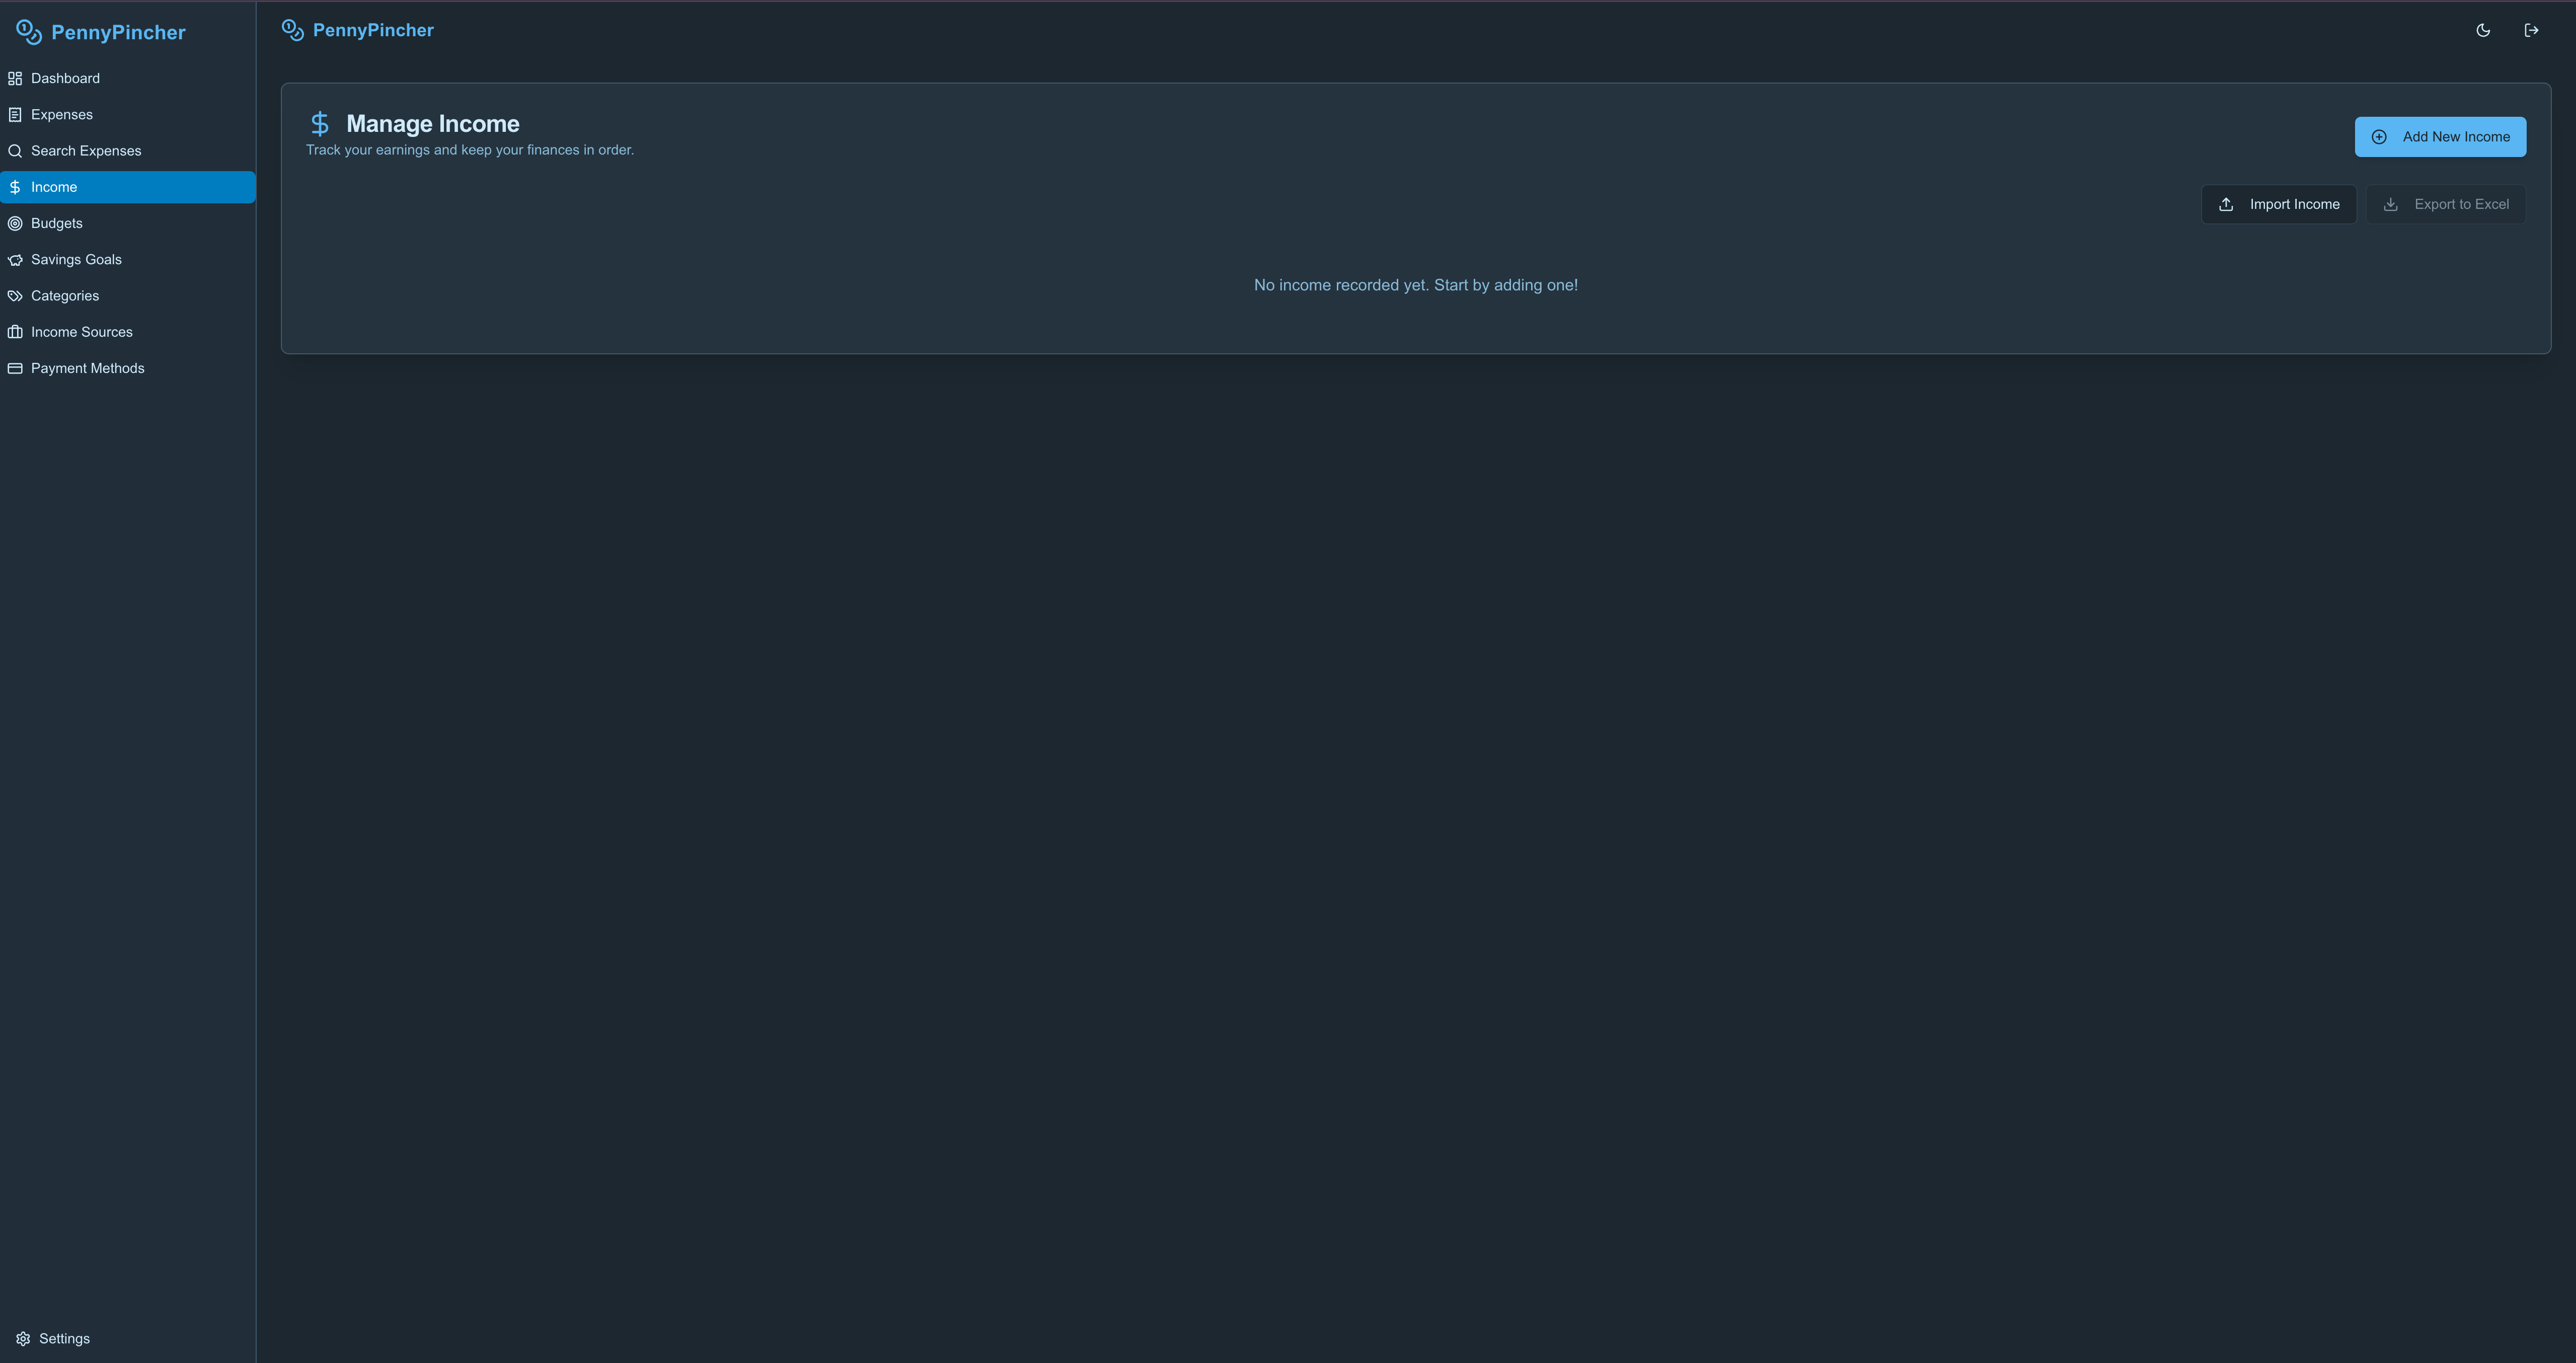 PennyPincher
Dashboard
Expenses
Search Expenses
Income
Budgets
Savings Goals
Categories
Income Sources
Payment Methods
Settings
PennyPincher
Manage Income
Track your earnings and keep your finances in order.
Add New Income
Import Income
Export to Excel
No income recorded yet. Start by adding one!